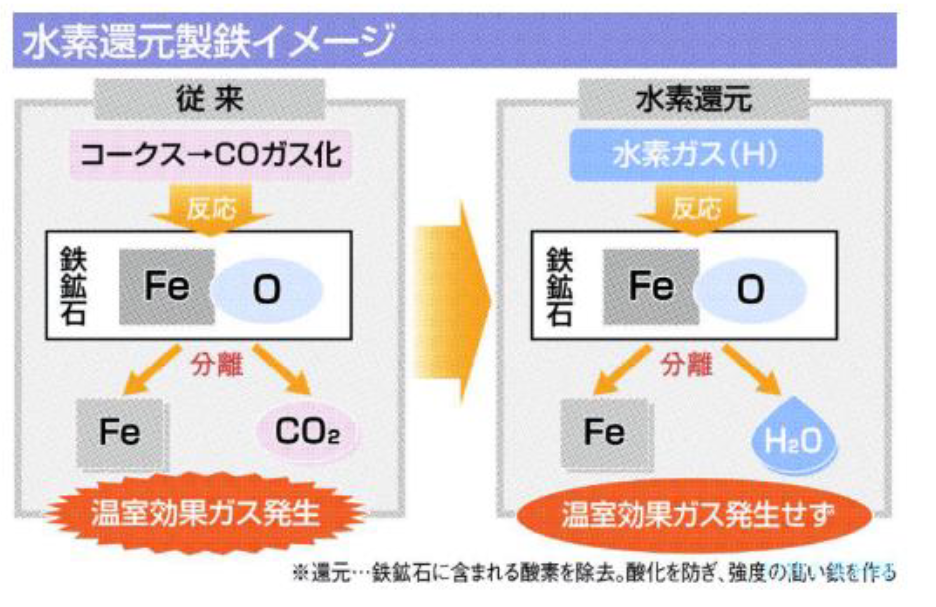 水素還元製鉄イメージ
従来
コークス→COガス化
反応
鉄鉱石
Fe
O
分離
Fe
CO₂
温室効果ガス発生
水素還元
水素ガス(H)
反応
鉄鉱石
Fe
O
分離
Fe
H₂O
温室効果ガス発生せず
※還元…鉄鉱石に含まれる酸素を除去。酸化を防ぎ、強度の高い鉄を作る